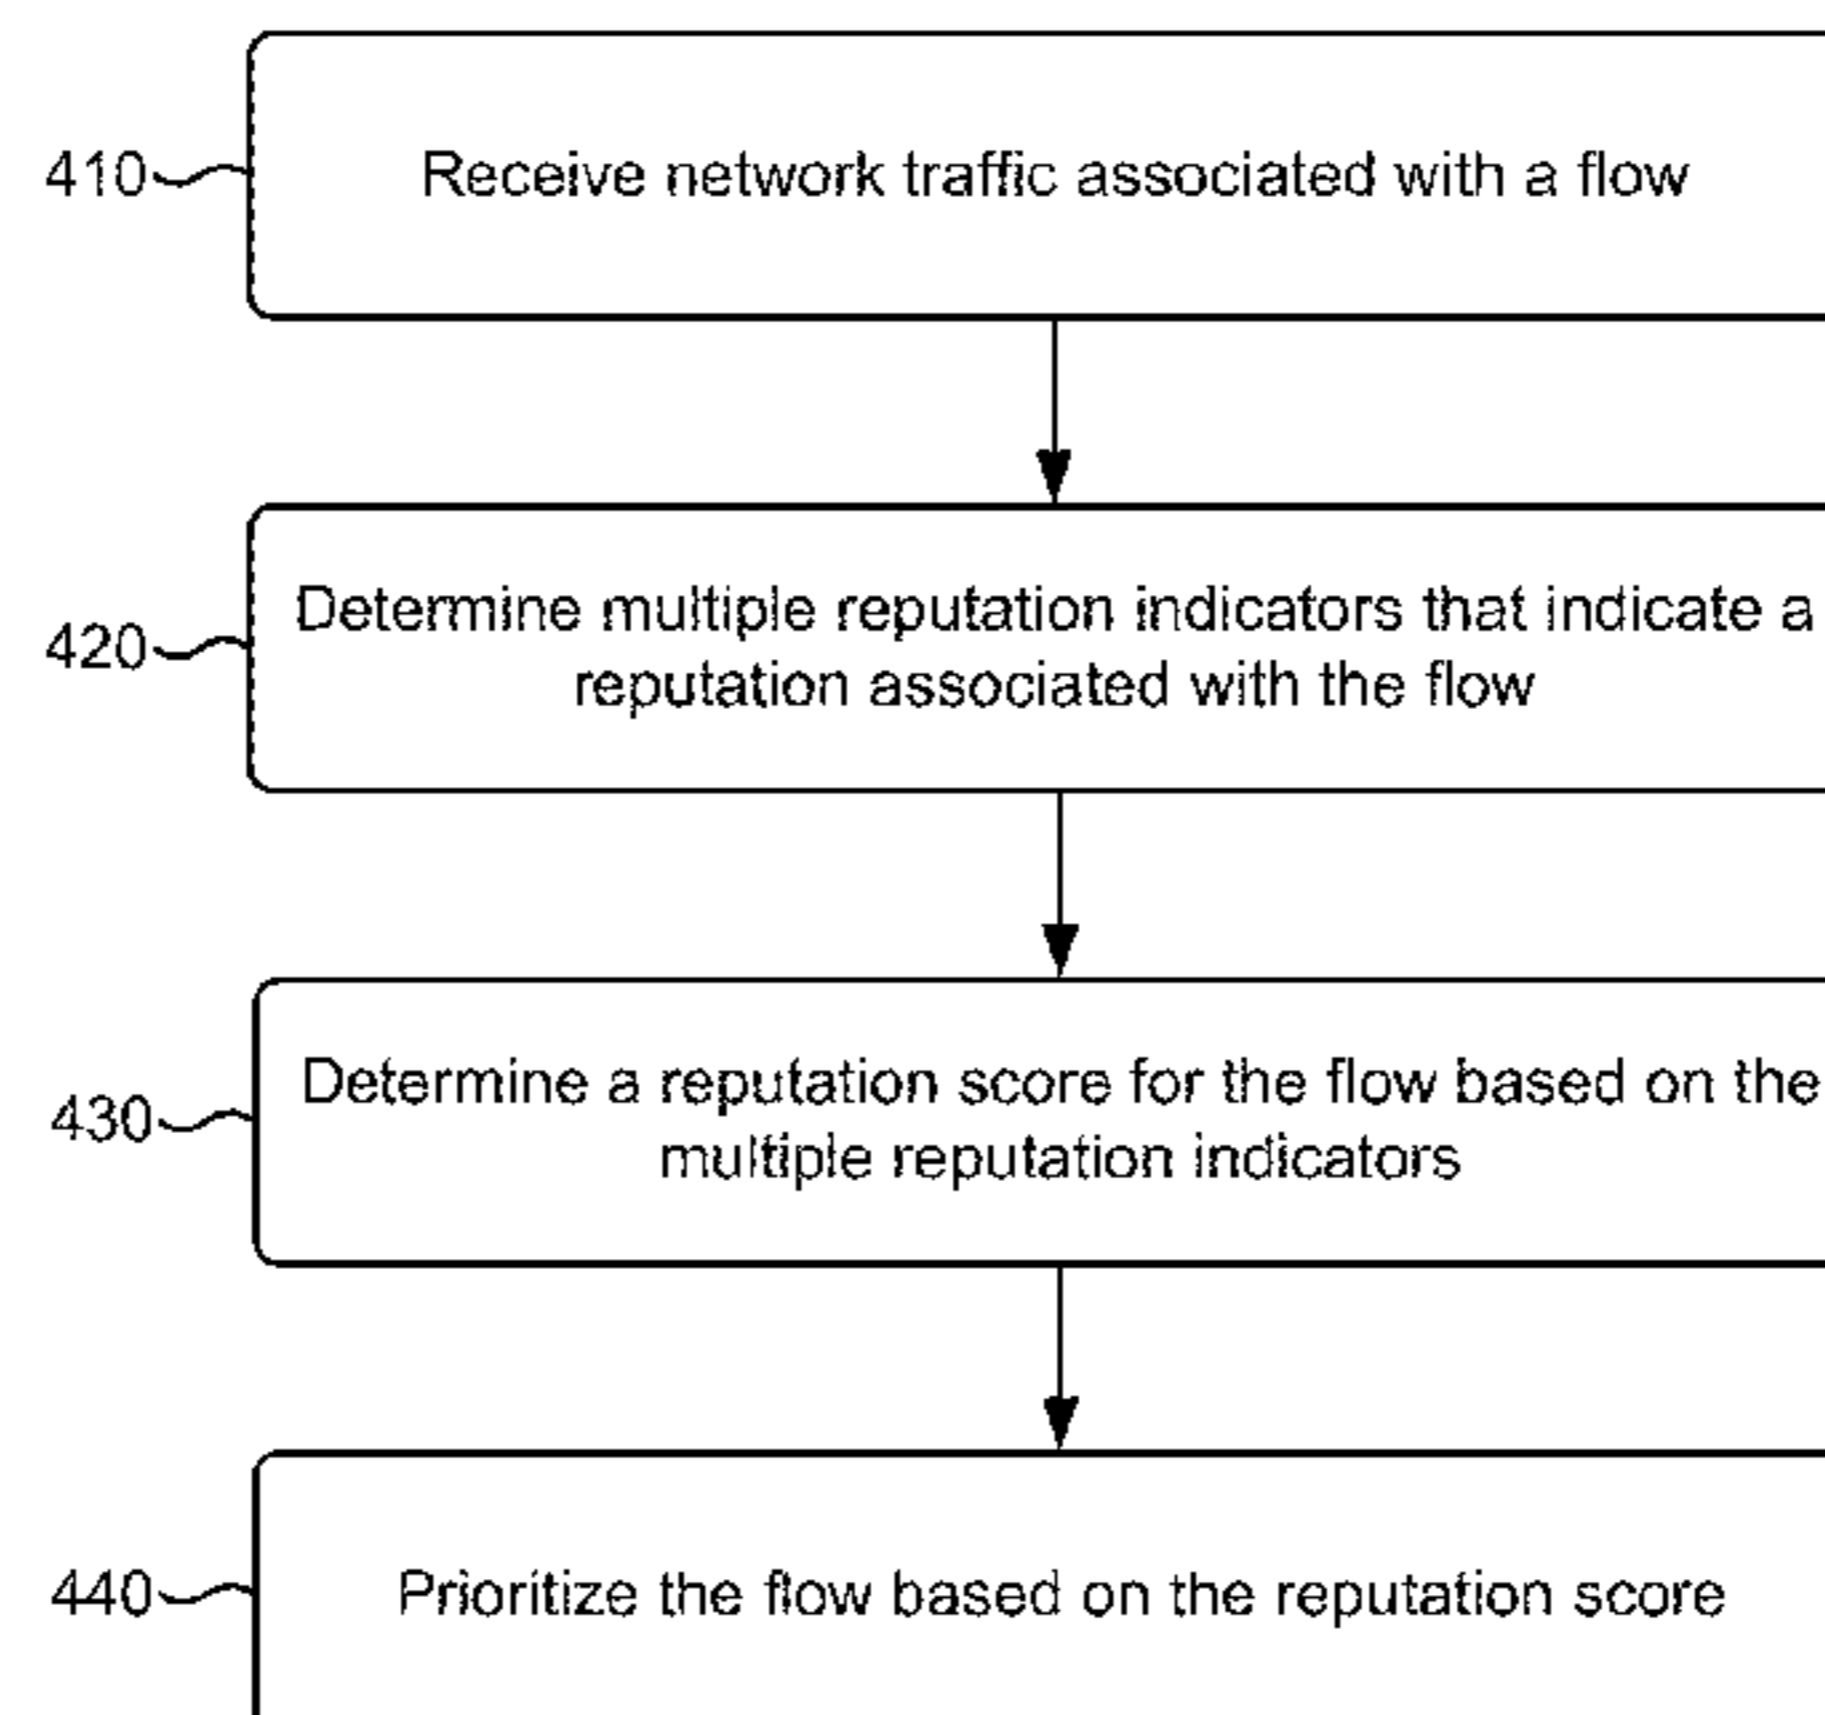 410
Receive network traffic associated with a flow
420
Determine multiple reputation indicators that indicate a
reputation associated with the flow
430
Determine a reputation score for the flow based on the
multiple reputation indicators
440
Prioritize the flow based on the reputation score